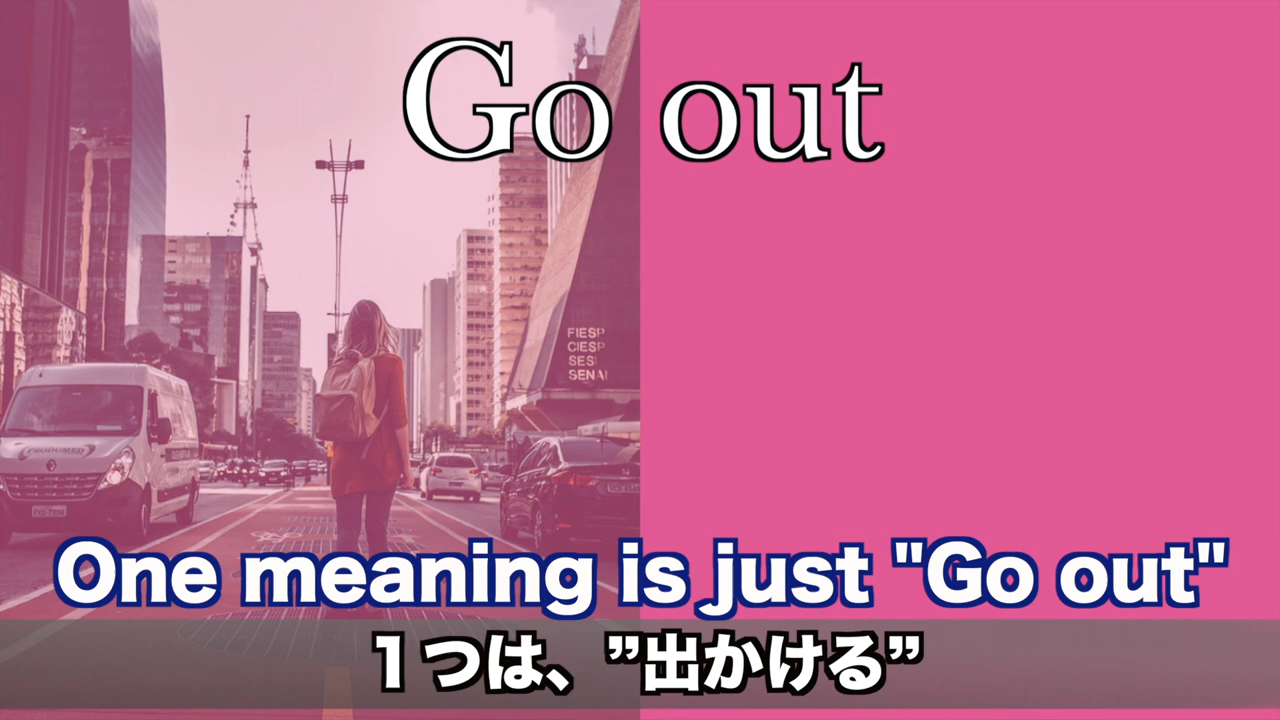 Go out
FIESP
CIESP
SESI
SENAI
PRODUMED
One meaning is just "Go out"
１つは、”出かける”